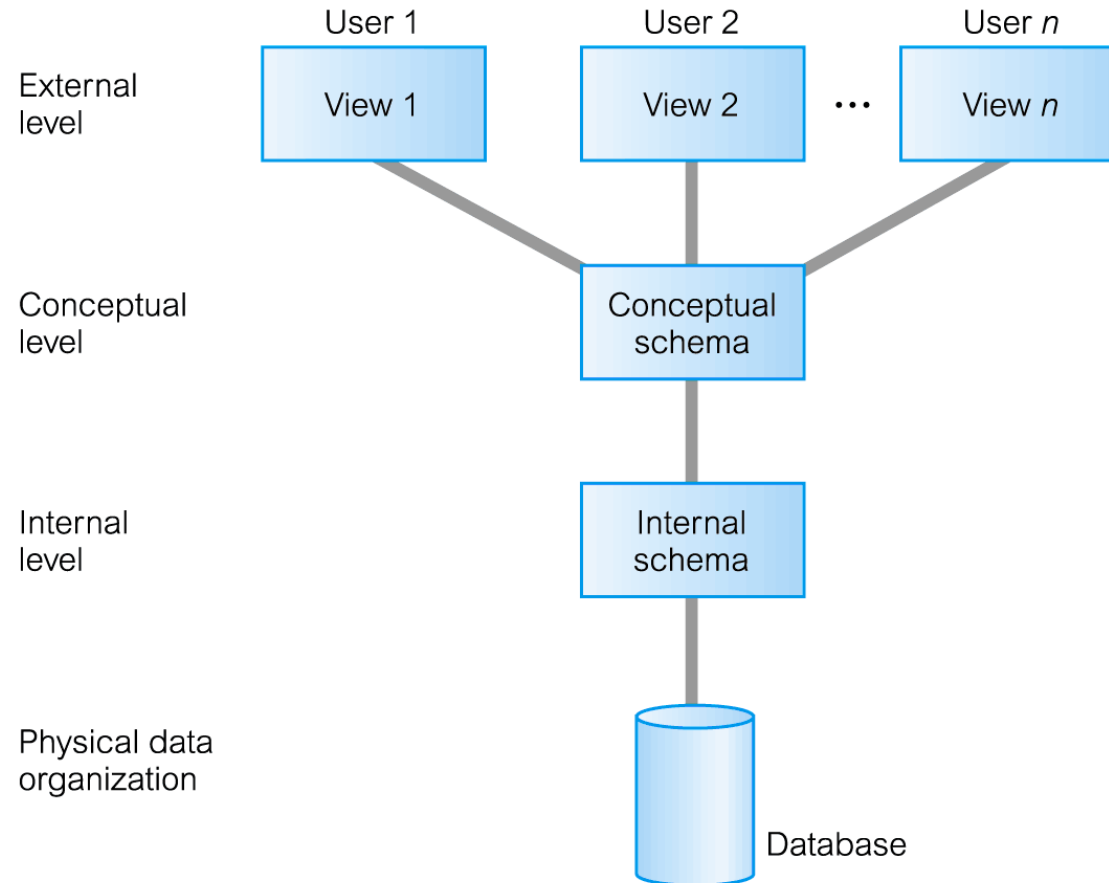 User 1
User 2
User n
External
level
View 1
View 2
...
View n
Conceptual
level
Conceptual
schema
Internal
level
Internal
schema
Physical data
organization
Database